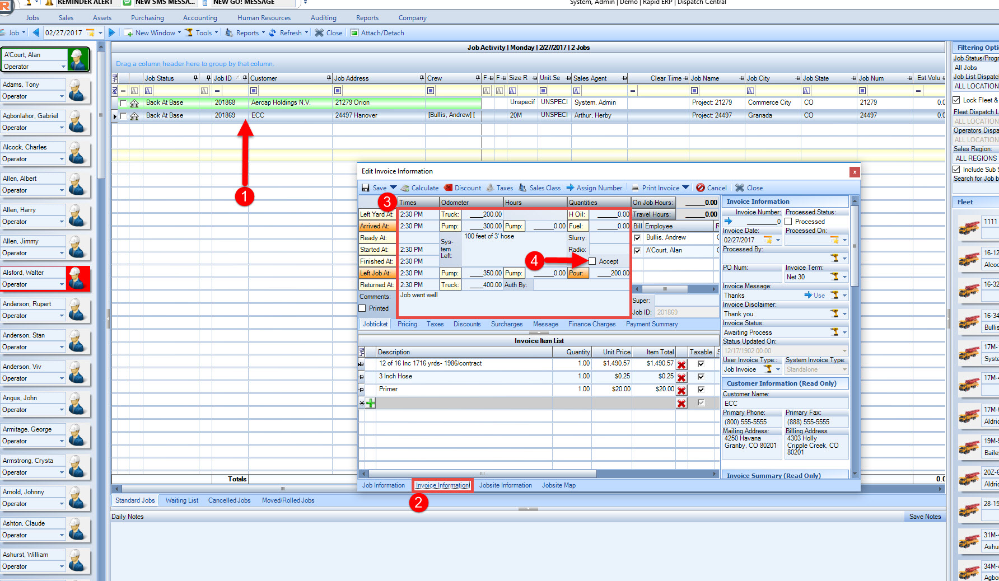 REMINDER ALERT NEW SMS MESSA... NEW GO! MESSAGE System, Admin | Demo | Rapid ERP | Dispatch Central
Jobs Sales Assets Purchasing Accounting Human Resources Auditing Reports Company
Job 02/27/2017 New Window Tools Reports Refresh Close Attach/Detach
A'Court, Alan
Operator
Adams, Tony
Operator
Agbonlahor, Gabriel
Operator
Alcock, Charles
Operator
Allen, Albert
Operator
Allen, Harry
Operator
Allen, Jimmy
Operator
Alsford, Walter
Operator
Anderson, Rupert
Operator
Anderson, Stan
Operator
Anderson, Viv
Operator
Angus, John
Operator
Armitage, George
Operator
Armstrong, Crysta
Operator
Arnold, Johnny
Operator
Ashton, Claude
Operator
Ashurst, William
Operator
Job Activity | Monday | 2/27/2017 | 2 Jobs
Drag a column header here to group by that column.
Job Status Job ID Customer Job Address Crew F F Size R Unit Se Sales Agent Clear Time Job Name Job City Job State Job Num Est Volu
Back At Base 201868 Aercap Holdings N.V. 21279 Orion Unspecif UNSPECI System, Admin Project: 21279 Commerce City CO 21279 0.0
Back At Base 201869 ECC 24497 Hanover [Bullis, Andrew] [ 20M UNSPECI Arthur, Herby Project: 24497 Granada CO 24497 0.0
1
Edit Invoice Information
Save Calculate Discount Taxes Sales Class Assign Number Print Invoice Cancel Close
3
Times Odometer Hours Quantities On Job Hours: 0.00
Left Yard At: 2:30 PM Truck: 200.00 H Oil: 0.00 Travel Hours: 0.00
Arrived At: 2:30 PM Pump: 300.00 Pump: 0.00 Fuel: 0.00 Bill Employee R
Ready At: Sys-tem Left: 100 feet of 3' hose Slurry: Bullis, Andrew
Started At: 2:30 PM Radio: A'Court, Alan
Finished At: 2:30 PM 4 Accept
Left Job At: 2:30 PM Pump: 350.00 Pump: 0.00 Pour: 200.00
Returned At: 2:30 PM Truck: 400.00 Auth By:
Comments: Job went well
Super:
Printed
Job ID: 201869
Jobticket Pricing Taxes Discounts Surcharges Message Finance Charges Payment Summary
Invoice Item List
Description Quantity Unit Price Item Total Taxable S
12 of 16 Inc 1716 yrds- 1986/contract 1.00 $1,490.57 $1,490.57
3 Inch Hose 1.00 $0.25 $0.25
Primer 1.00 $20.00 $20.00
Job Information Invoice Information Jobsite Information Jobsite Map
2
Invoice Information
Invoice Number: Processed Status:
0 Processed
Invoice Date: Processed On:
02/27/2017
Processed By:
PO Num: Invoice Term:
Net 30
Invoice Message:
Thanks Use
Invoice Disclaimer:
Thank you
Invoice Status:
Awaiting Process
Status Updated On:
12/17/1902 00:00
User Invoice Type:: System Invoice Type:
Job Invoice Standalone
Customer Information (Read Only)
Customer Name:
ECC
Primary Phone: Primary Fax:
(800) 555-5555 (888) 555-5555
Mailing Address: Billing Address
4250 Havana 4303 Holly
Granby, CO 80201 Cripple Creek, CO
80201
Invoice Summary (Read Only)
Totals 0.0
Standard Jobs Waiting List Cancelled Jobs Moved/Rolled Jobs
Daily Notes Save Notes
Filtering Opti
Job Status/Progr
All Jobs
Job List Dispatc
ALL LOCATION
Lock Fleet &
Fleet Dispatch L
ALL LOCATION
Operators Dispa
ALL LOCATION
Sales Region:
ALL REGIONS
Include Sub S
Search for Job b
Fleet
1111
16-12
Alcoc
16-32
16-34
Bullis
17M-1
Syste
17M-4
17M-6
Aldric
19M-5
Bailey
20Z-6
Aldric
28-15
31M-4
Ashur
34M-4
Agbo